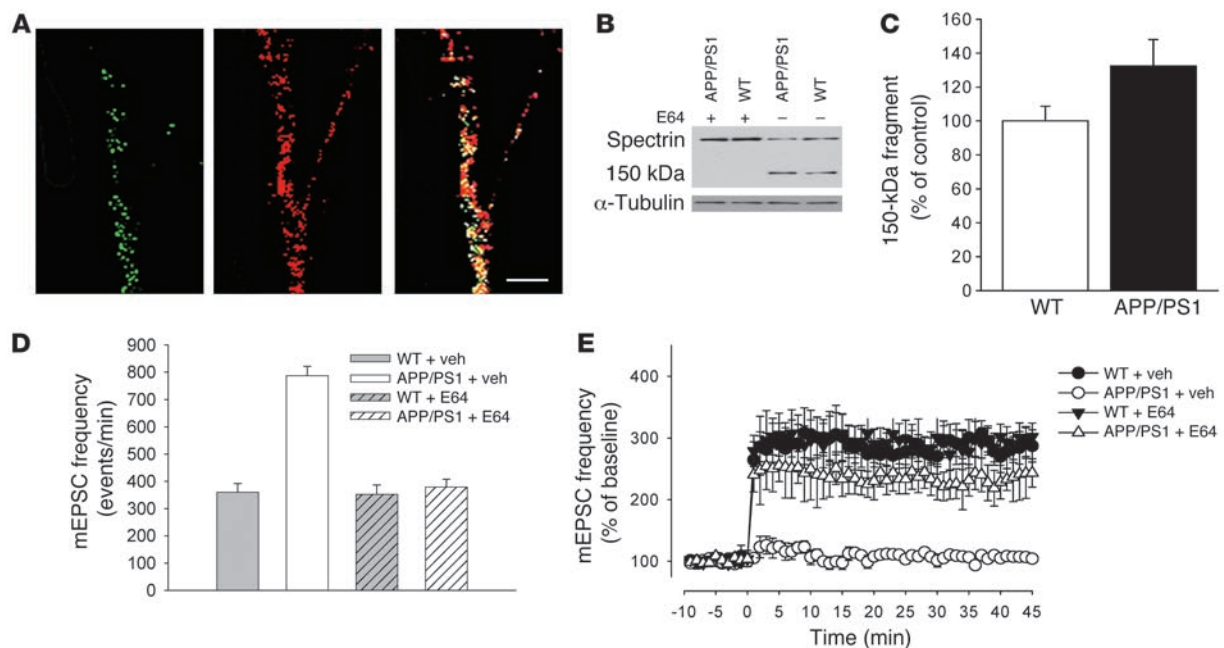 A
B
APP/PS1
WT
APP/PS1
WT
E64 + + – –
Spectrin
150 kDa
α-Tubulin
C
150-kDa fragment
(% of control)
160
140
120
100
80
60
40
20
0
WT APP/PS1
D
mEPSC frequency
(events/min)
900
800
700
600
500
400
300
200
100
0
WT + veh
APP/PS1 + veh
WT + E64
APP/PS1 + E64
E
mEPSC frequency
(% of baseline)
400
300
200
100
WT + veh
APP/PS1 + veh
WT + E64
APP/PS1 + E64
-10 -5 0 5 10 15 20 25 30 35 40 45
Time (min)